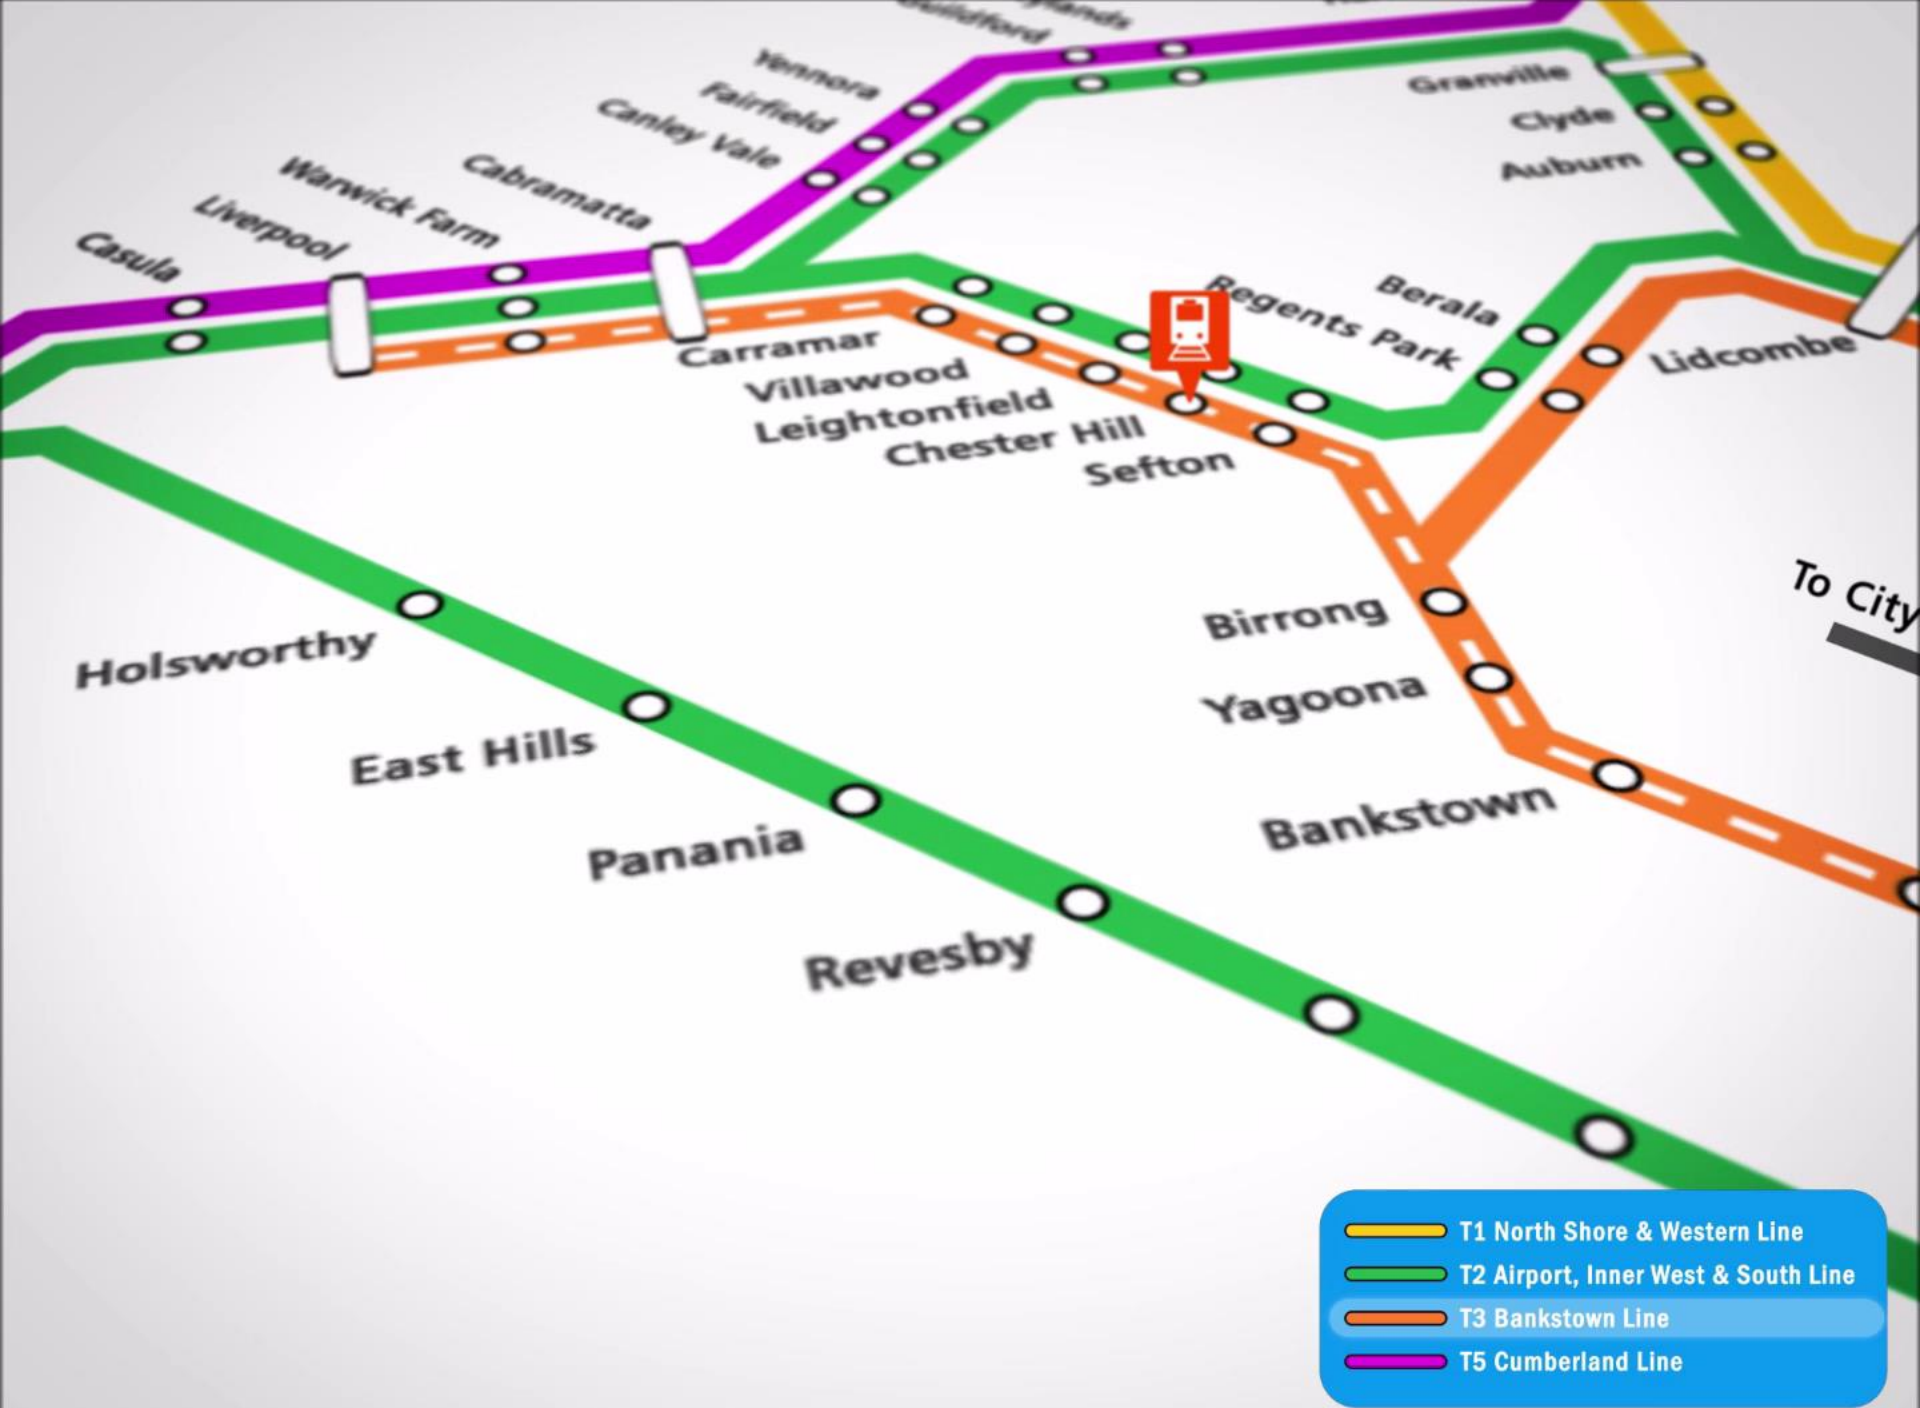 Guildford
Yennora
Fairfield
Canley Vale
Cabramatta
Warwick Farm
Liverpool
Casula
Granville
Clyde
Auburn
Berala
Regents Park
Lidcombe
Carramar
Villawood
Leightonfield
Chester Hill
Sefton
Birrong
Yagoona
Bankstown
To City
Holsworthy
East Hills
Panania
Revesby
T1 North Shore & Western Line
T2 Airport, Inner West & South Line
T3 Bankstown Line
T5 Cumberland Line